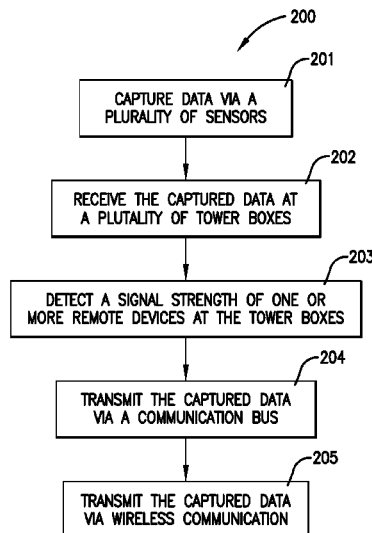 200
201
CAPTURE DATA VIA A
PLURALITY OF SENSORS
202
RECEIVE THE CAPTURED DATA AT
A PLUTALITY OF TOWER BOXES
203
DETECT A SIGNAL STRENGTH OF ONE OR
MORE REMOTE DEVICES AT THE TOWER BOXES
204
TRANSMIT THE CAPTURED DATA
VIA A COMMUNICATION BUS
205
TRANSMIT THE CAPTURED DATA
VIA WIRELESS COMMUNICATION